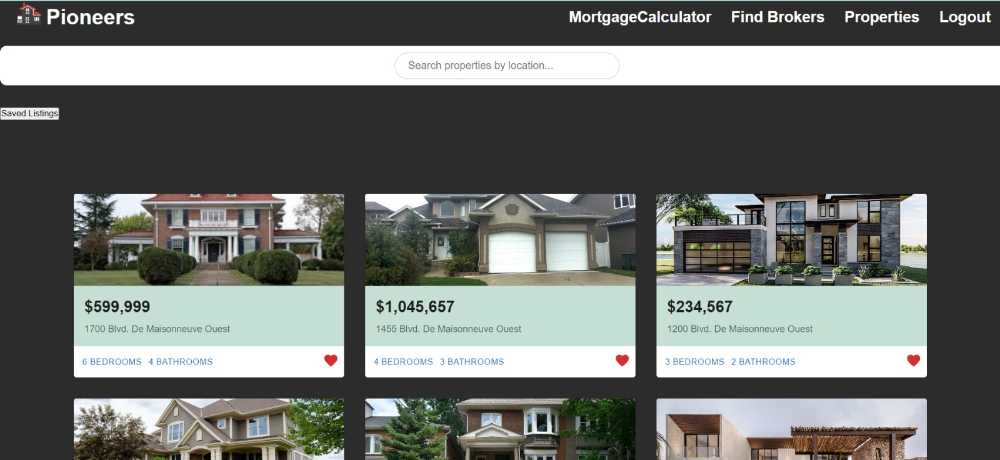 Pioneers
MortgageCalculator Find Brokers Properties Logout
Search properties by location...
Saved Listings
$599,999
1700 Blvd. De Maisonneuve Ouest
6 BEDROOMS 4 BATHROOMS
$1,045,657
1455 Blvd. De Maisonneuve Ouest
4 BEDROOMS 3 BATHROOMS
$234,567
1200 Blvd. De Maisonneuve Ouest
3 BEDROOMS 2 BATHROOMS